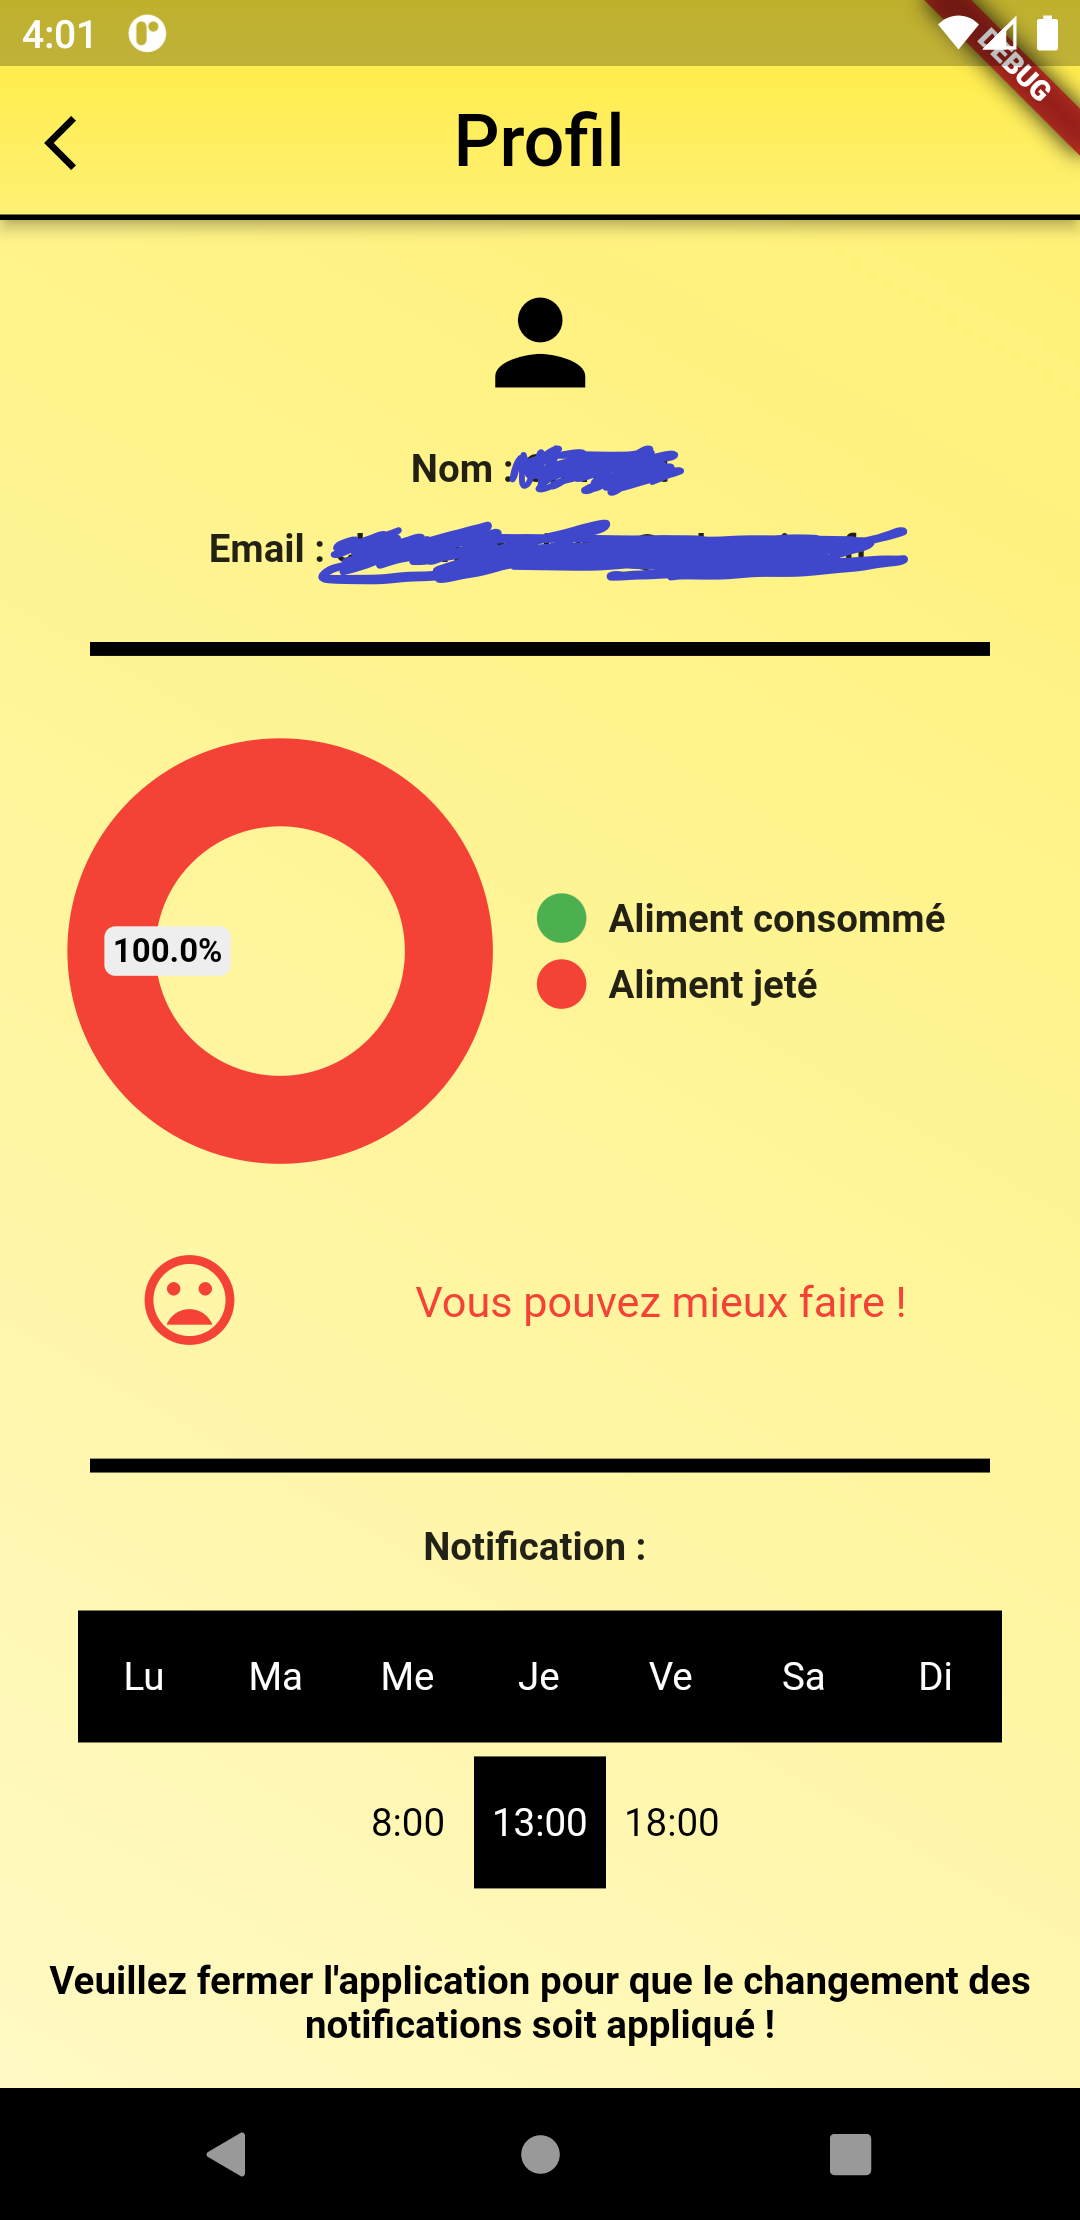 4:01
DEBUG
Profil
Nom :
Email :
100.0%
Aliment consommé
Aliment jeté
Vous pouvez mieux faire !
Notification :
Lu Ma Me Je Ve Sa Di
8:00 13:00 18:00
Veuillez fermer l'application pour que le changement des
notifications soit appliqué !